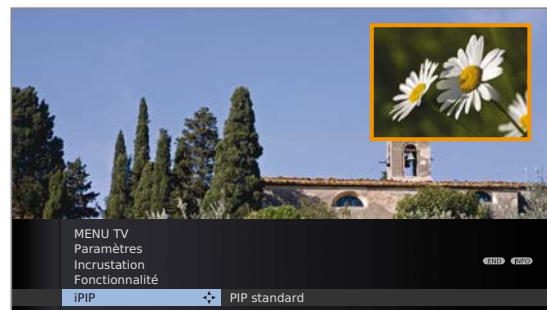 MENU TV
Paramètres
Incrustation
Fonctionnalité
END INFO
iPIP PIP standard